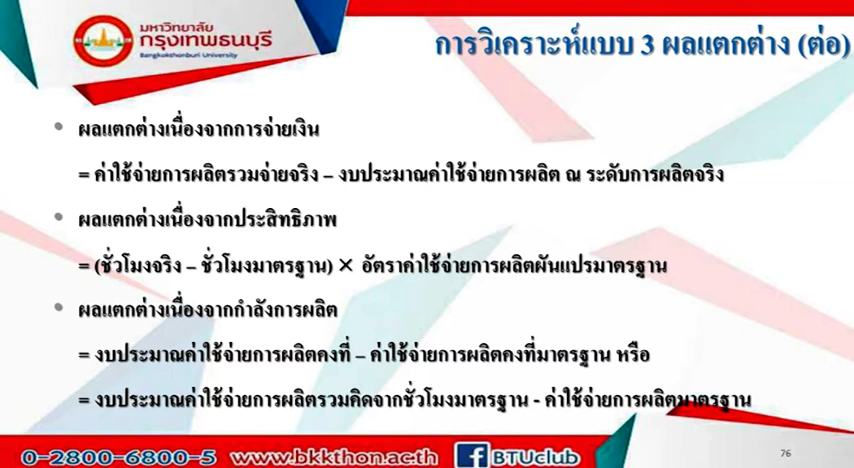 มหาวิทยาลัย
กรุงเทพธนบุรี
Bangkokthonburi University
การวิเคราะห์แบบ 3 ผลแตกต่าง (ต่อ)
• ผลแตกต่างเนื่องจากการจ่ายเงิน
= ค่าใช้จ่ายการผลิตรวมจ่ายจริง – งบประมาณค่าใช้จ่ายการผลิต ณ ระดับการผลิตจริง
• ผลแตกต่างเนื่องจากประสิทธิภาพ
= (ชั่วโมงจริง – ชั่วโมงมาตรฐาน) × อัตราค่าใช้จ่ายการผลิตผันแปรมาตรฐาน
• ผลแตกต่างเนื่องจากกำลังการผลิต
= งบประมาณค่าใช้จ่ายการผลิตคงที่ – ค่าใช้จ่ายการผลิตคงที่มาตรฐาน หรือ
= งบประมาณค่าใช้จ่ายการผลิตรวมคิดจากชั่วโมงมาตรฐาน - ค่าใช้จ่ายการผลิตมาตรฐาน
0-2800-6800-5 www.bkkthon.ac.th f BTUclub
76